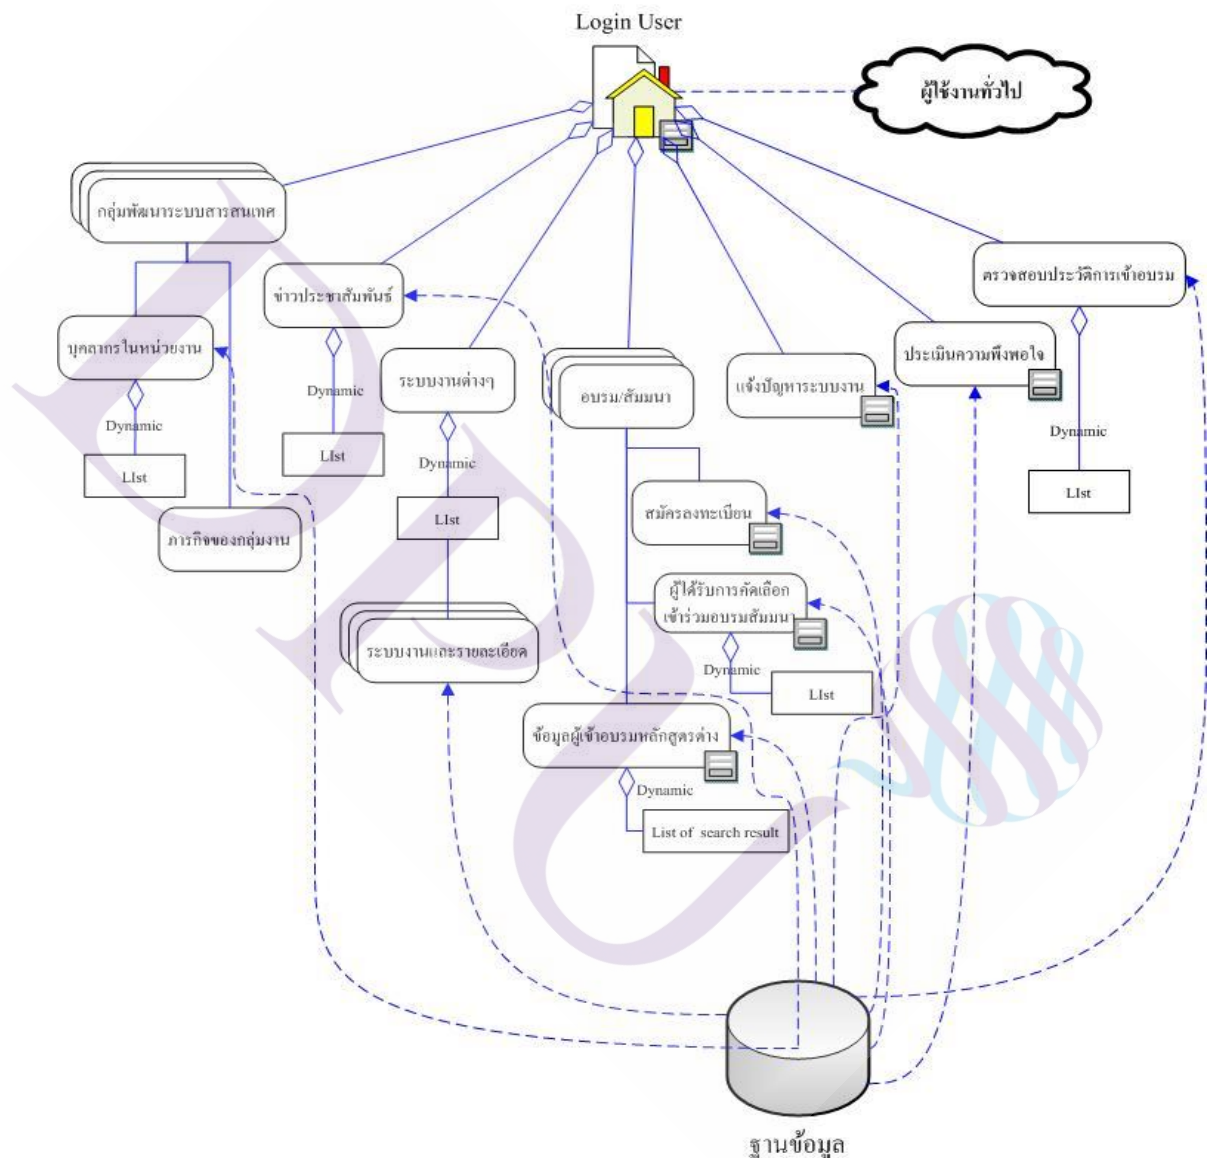 Login User
ผู้ใช้งานทั่วไป
กลุ่มพัฒนาระบบสารสนเทศ
ข่าวประชาสัมพันธ์
ตรวจสอบประวัติการเข้าอบรม
บุคลากรในหน่วยงาน
ระบบงานต่างๆ
อบรม/สัมมนา
แจ้งปัญหาระบบงาน
ประเมินความพึงพอใจ
Dynamic
Dynamic
Dynamic
Dynamic
LIst
LIst
LIst
LIst
ภารกิจของกลุ่มงาน
สมัครลงทะเบียน
ผู้ได้รับการคัดเลือก
เข้าร่วมอบรมสัมมนา
ระบบงานและรายละเอียด
Dynamic
LIst
ข้อมูลผู้เข้าอบรมหลักสูตรต่าง
Dynamic
List of search result
ฐานข้อมูล
DPU